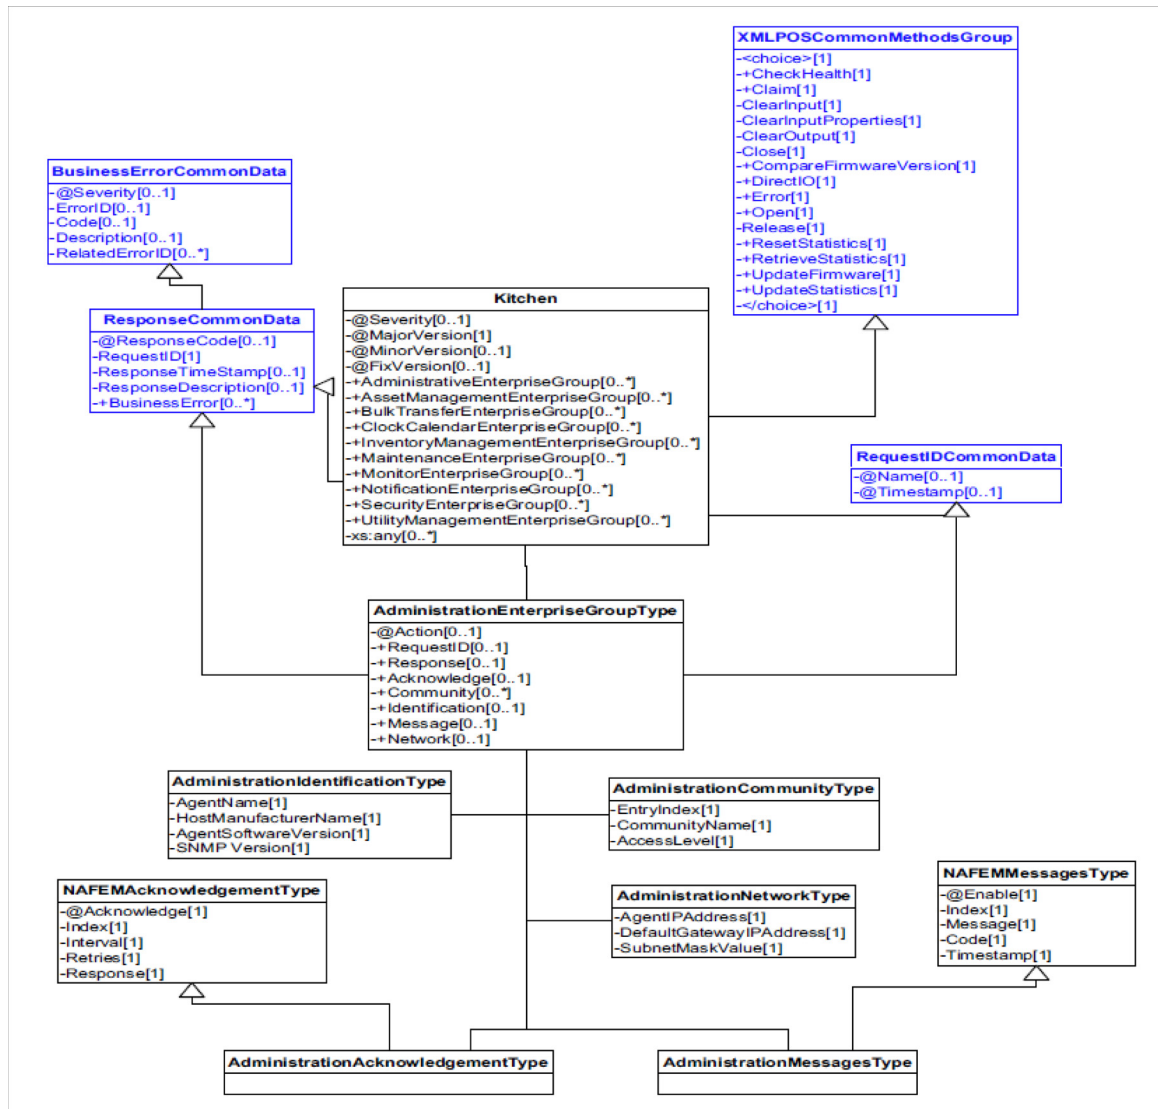 XMLPOSCommonMethodsGroup
-<choice>[1]
-+CheckHealth[1]
-+Claim[1]
-ClearInput[1]
-ClearInputProperties[1]
-ClearOutput[1]
-Close[1]
-+CompareFirmwareVersion[1]
-+DirectIO[1]
-+Error[1]
-+Open[1]
-Release[1]
-+ResetStatistics[1]
-+RetrieveStatistics[1]
-+UpdateFirmware[1]
-+UpdateStatistics[1]
-</choice>[1]
BusinessErrorCommonData
-@Severity[0..1]
-ErrorID[0..1]
-Code[0..1]
-Description[0..1]
-RelatedErrorID[0..*]
ResponseCommonData
-@ResponseCode[0..1]
-RequestID[1]
-ResponseTimeStamp[0..1]
-ResponseDescription[0..1]
-+BusinessError[0..*]
Kitchen
-@Severity[0..1]
-@MajorVersion[1]
-@MinorVersion[0..1]
-@FixVersion[0..1]
-+AdministrativeEnterpriseGroup[0..*]
-+AssetManagementEnterpriseGroup[0..*]
-+BulkTransferEnterpriseGroup[0..*]
-+ClockCalendarEnterpriseGroup[0..*]
-+InventoryManagementEnterpriseGroup[0..*]
-+MaintenanceEnterpriseGroup[0..*]
-+MonitorEnterpriseGroup[0..*]
-+NotificationEnterpriseGroup[0..*]
-+SecurityEnterpriseGroup[0..*]
-+UtilityManagementEnterpriseGroup[0..*]
-xs:any[0..*]
RequestIDCommonData
-@Name[0..1]
-@Timestamp[0..1]
AdministrationEnterpriseGroupType
-@Action[0..1]
-+RequestID[0..1]
-+Response[0..1]
-+Acknowledge[0..1]
-+Community[0..*]
-+Identification[0..1]
-+Message[0..1]
-+Network[0..1]
AdministrationIdentificationType
-AgentName[1]
-HostManufacturerName[1]
-AgentSoftwareVersion[1]
-SNMP Version[1]
AdministrationCommunityType
-EntryIndex[1]
-CommunityName[1]
-AccessLevel[1]
NAFEMAcknowledgementType
-@Acknowledge[1]
-Index[1]
-Interval[1]
-Retries[1]
-Response[1]
AdministrationNetworkType
-AgentIPAddress[1]
-DefaultGatewayIPAddress[1]
-SubnetMaskValue[1]
NAFEMMessagesType
-@Enable[1]
-Index[1]
-Message[1]
-Code[1]
-Timestamp[1]
AdministrationAcknowledgementType
AdministrationMessagesType